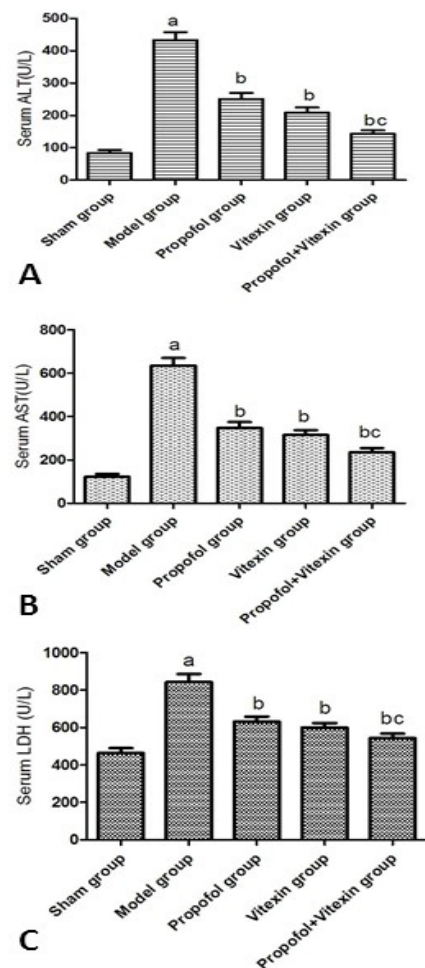 Serum ALT(U/L)
500
400
300
200
100
0
a
b
b
bc
Sham group
Model group
Propofol group
Vitexin group
Propofol+Vitexin group
A
Serum AST(U/L)
800
600
400
200
0
a
b
b
bc
Sham group
Model group
Propofol group
Vitexin group
Propofol+Vitexin group
B
Serum LDH (U/L)
1000
800
600
400
200
0
a
b
b
bc
Sham group
Model group
Propofol group
Vitexin group
Propofol+Vitexin group
C